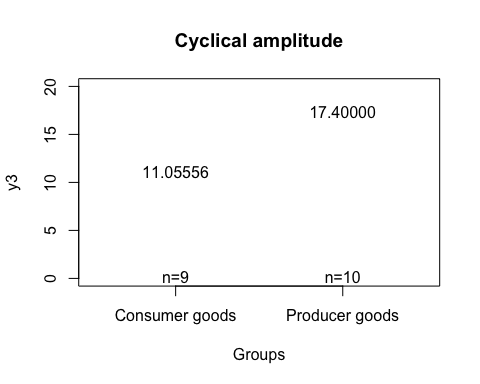 Cyclical amplitude
20
15
10
5
0
y3
17.40000
11.05556
n=9 n=10
Consumer goods Producer goods
Groups